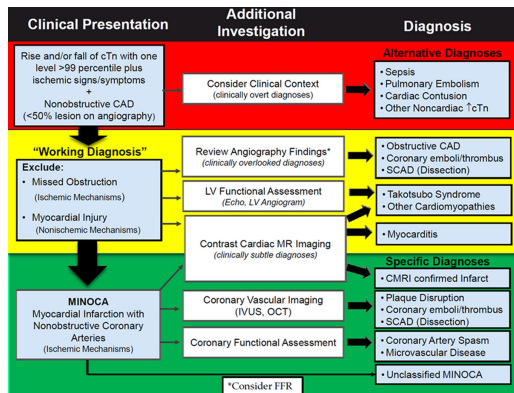 Clinical Presentation
Additional
Investigation
Diagnosis
Rise and/or fall of cTn with one
level >99 percentile plus
ischemic signs/symptoms
+
Nonobstructive CAD
(<50% lesion on angiography)
Consider Clinical Context
(clinically overt diagnoses)
Alternative Diagnoses
• Sepsis
• Pulmonary Embolism
• Cardiac Contusion
• Other Noncardiac ↑cTn
“Working Diagnosis”
Exclude:
• Missed Obstruction
(Ischemic Mechanisms)
• Myocardial Injury
(Nonischemic Mechanisms)
Review Angiography Findings*
(clinically overlooked diagnoses)
• Obstructive CAD
• Coronary emboli/thrombus
• SCAD (Dissection)
LV Functional Assessment
(Echo, LV Angiogram)
• Takotsubo Syndrome
• Other Cardiomyopathies
Contrast Cardiac MR Imaging
(clinically subtle diagnoses)
• Myocarditis
Specific Diagnoses
• CMRI confirmed Infarct
MINOCA
Myocardial Infarction with
Nonobstructive Coronary
Arteries
(Ischemic Mechanisms)
Coronary Vascular Imaging
(IVUS, OCT)
• Plaque Disruption
• Coronary emboli/thrombus
• SCAD (Dissection)
Coronary Functional Assessment
• Coronary Artery Spasm
• Microvascular Disease
• Unclassified MINOCA
*Consider FFR